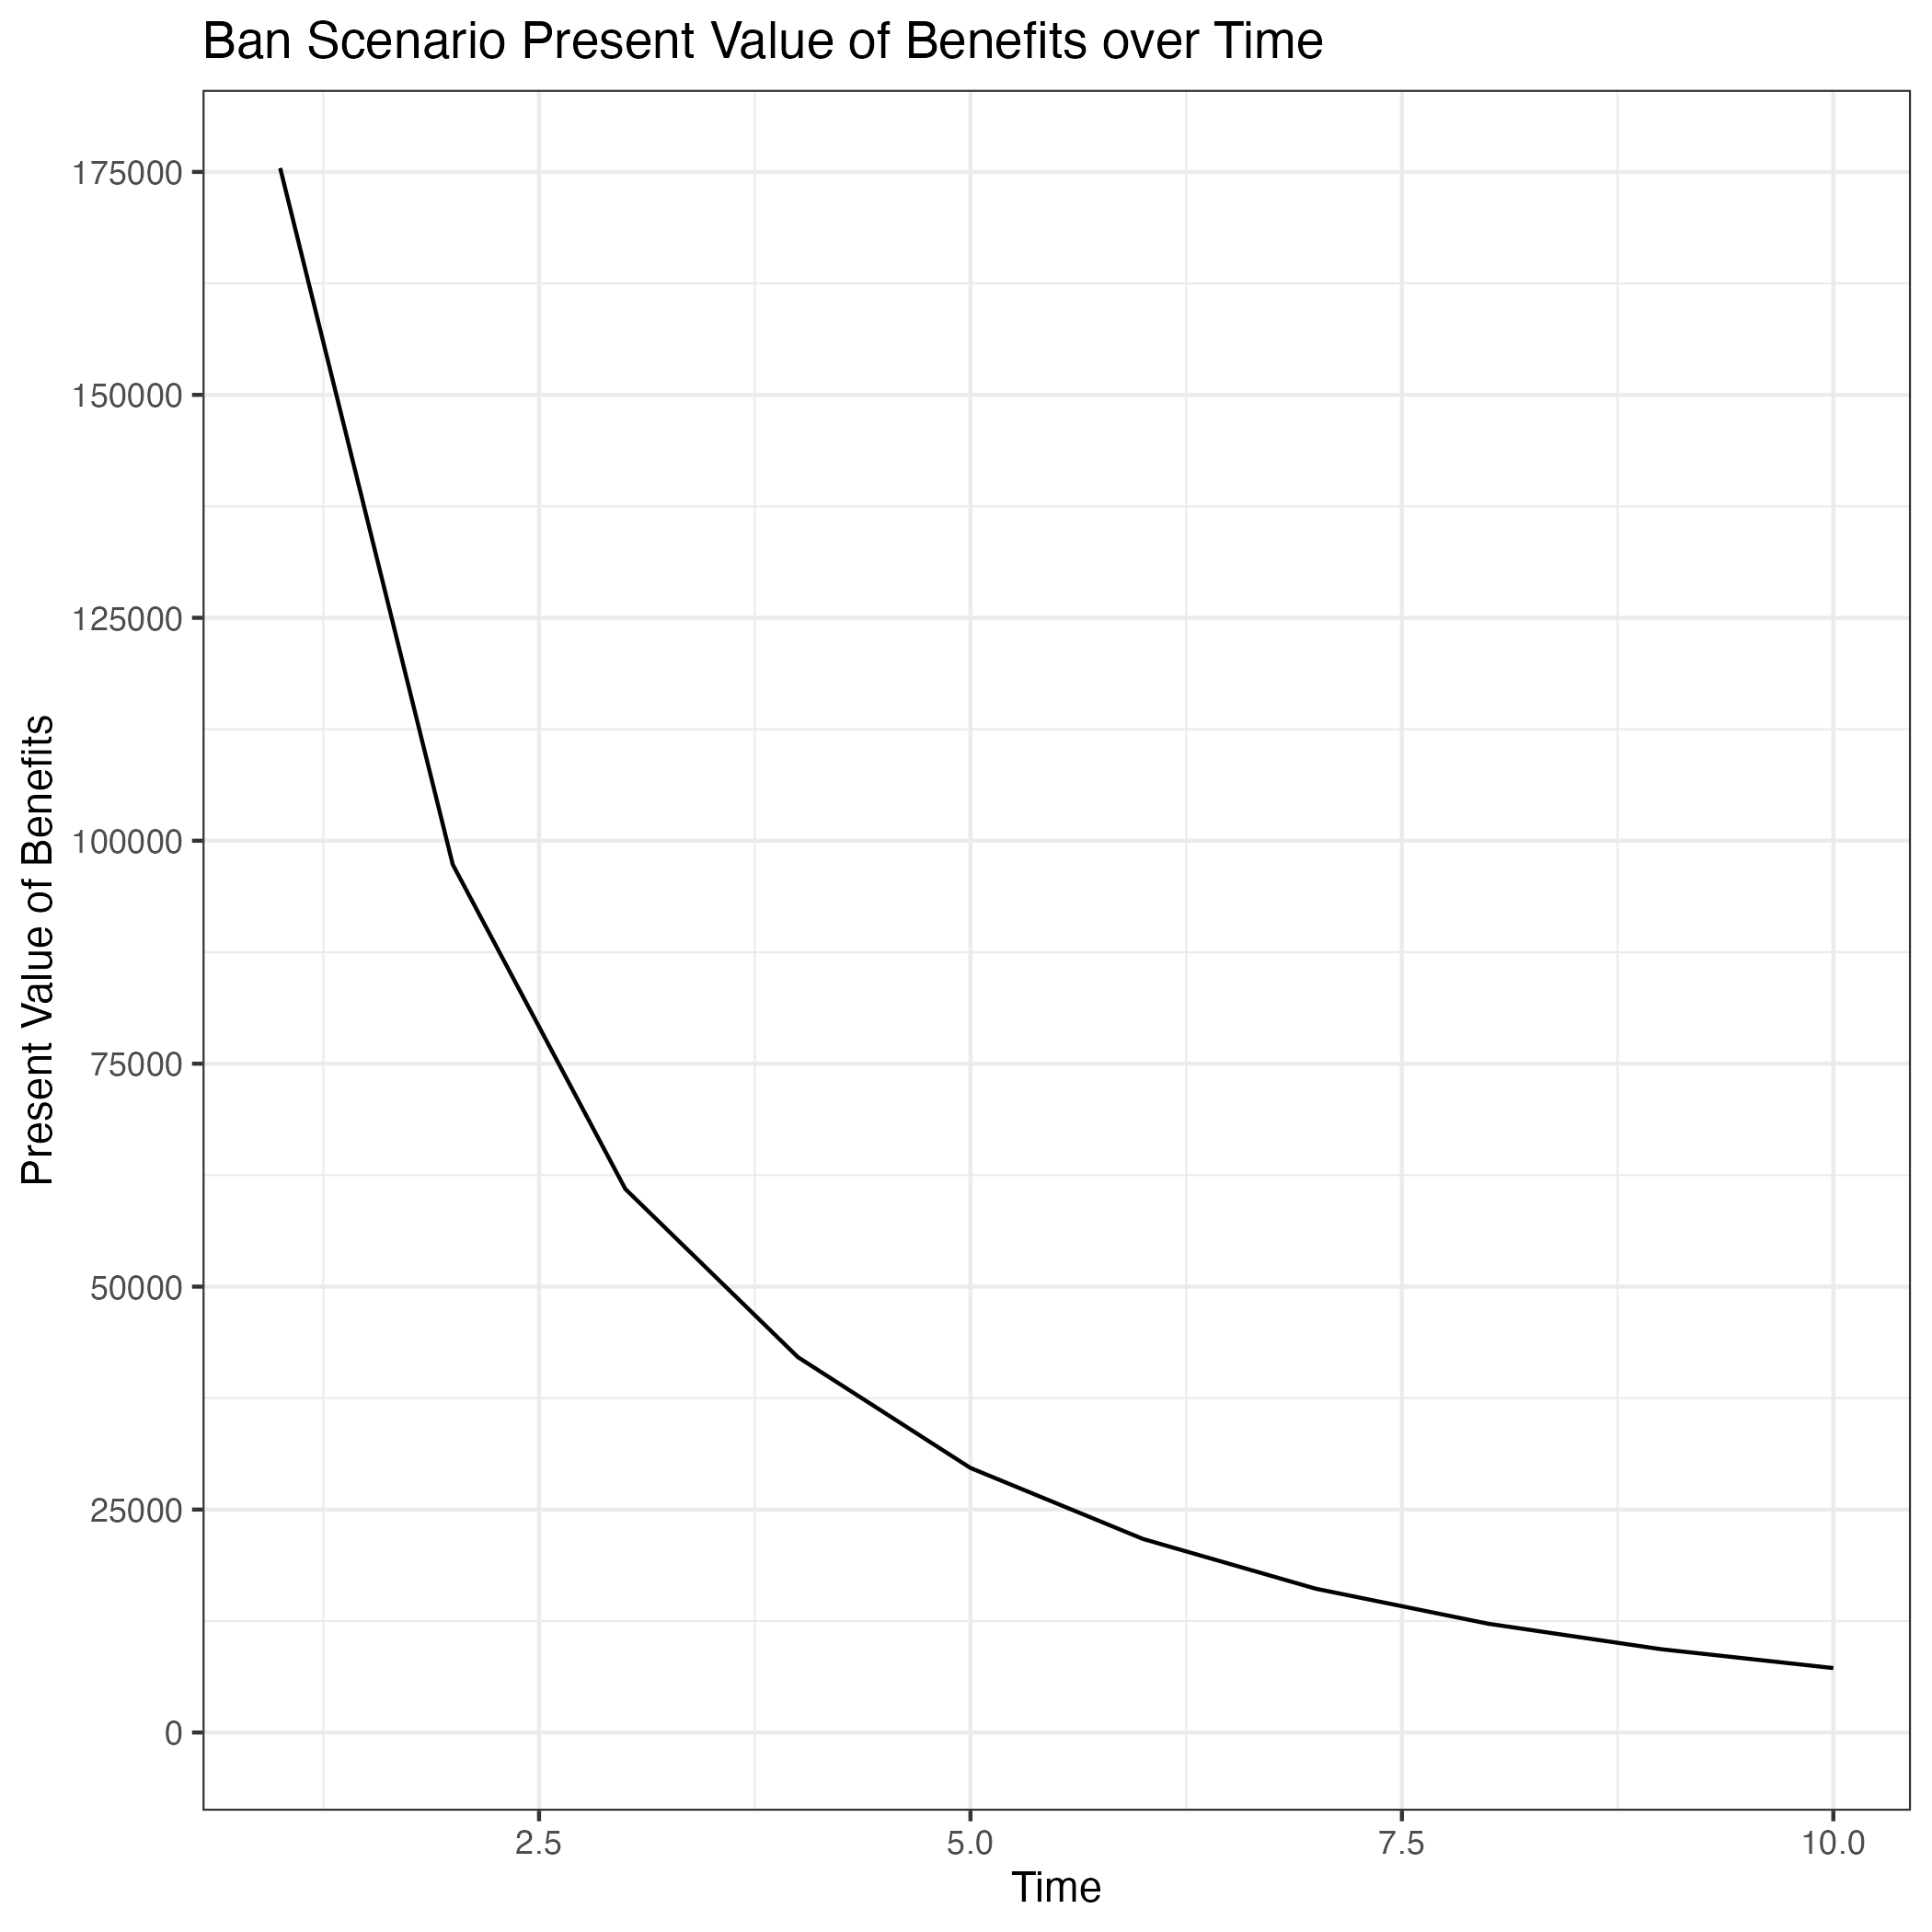 Ban Scenario Present Value of Benefits over Time
Present Value of Benefits
175000
150000
125000
100000
75000
50000
25000
0
2.5 5.0 7.5 10.0
Time